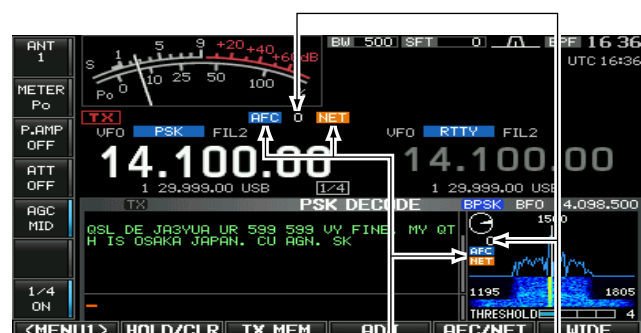 ANT
1
METER
Po
P.AMP
OFF
ATT
OFF
AGC
MID
1/4
ON
S 1 5 9 +20 +40 +60dB
Po 0 10 25 50 100
BW 500 SFT 0 BPF 16 36
UTC 16:36
TX AFC 0 NET
VFO PSK FIL2
14.100.00
1 29.999.00 USB 1/4
VFO RTTY FIL2
14.100.00
1 29.999.00 USB
TX PSK DECODE
QSL DE JA3YUA UR 599 599 VY FINE. MY QT
H IS OSAKA JAPAN. CU AGN. SK
BPSK BFO 4.098.500
1500
0
AFC
NET
1195 1805
THRESHOLD 4
<MENU1> HOLD/CLR TX MEM ADJ AFC/NET WIDE